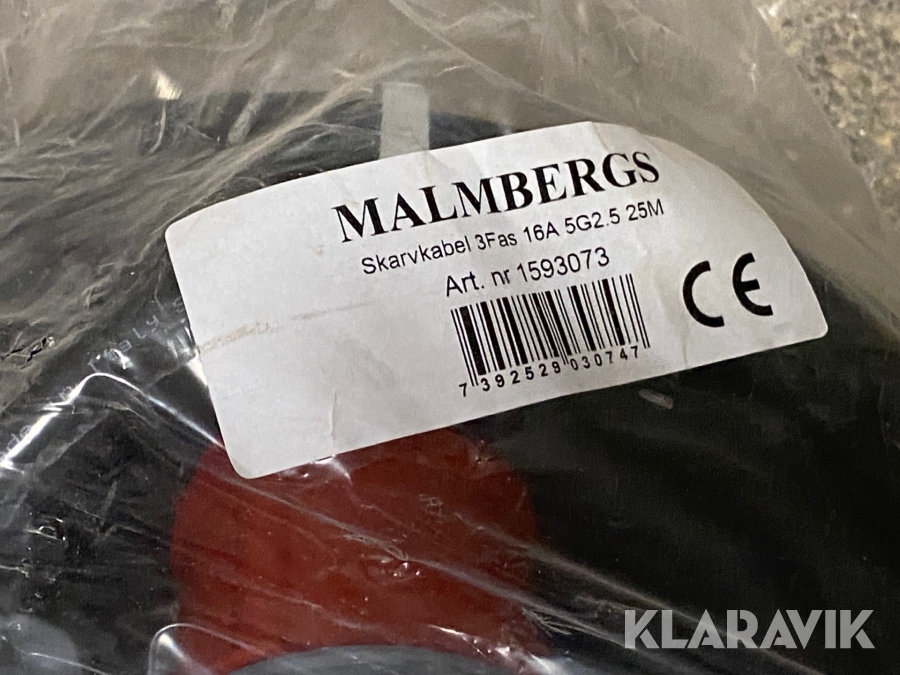 MALMBERGS
Skarvkabel 3Fas 16A 5G2.5 25M
Art. nr 1593073
CE
7 392529 030747
KLARAVIK